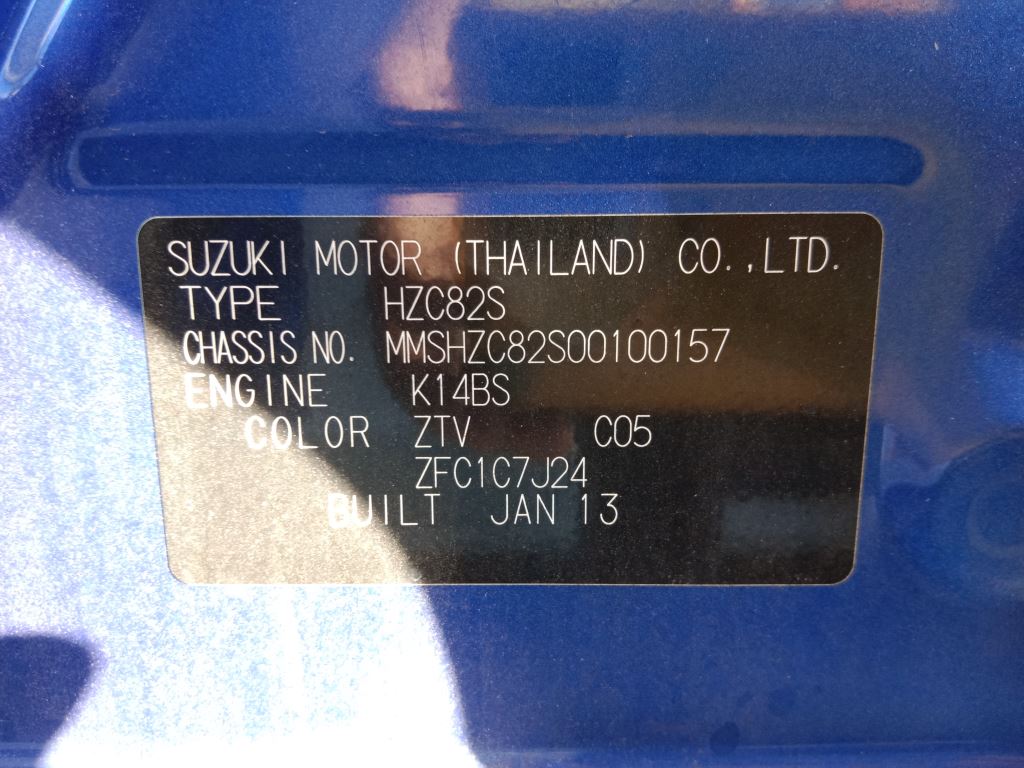 SUZUKI MOTOR (THAILAND) CO.,LTD.
TYPE HZC82S
CHASSIS NO. MMSHZC82S00100157
ENGINE K14BS
COLOR ZTV C05
ZFC1C7J24
BUILT JAN 13